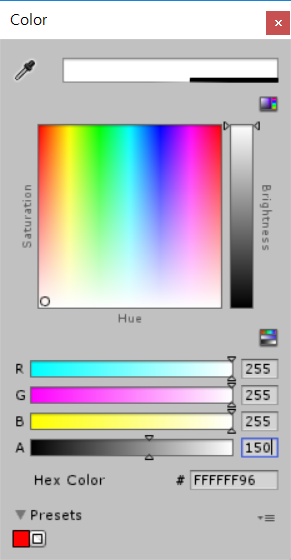 Color
Saturation
Brightness
Hue
R 255
G 255
B 255
A 150
Hex Color # FFFFFF96
Presets